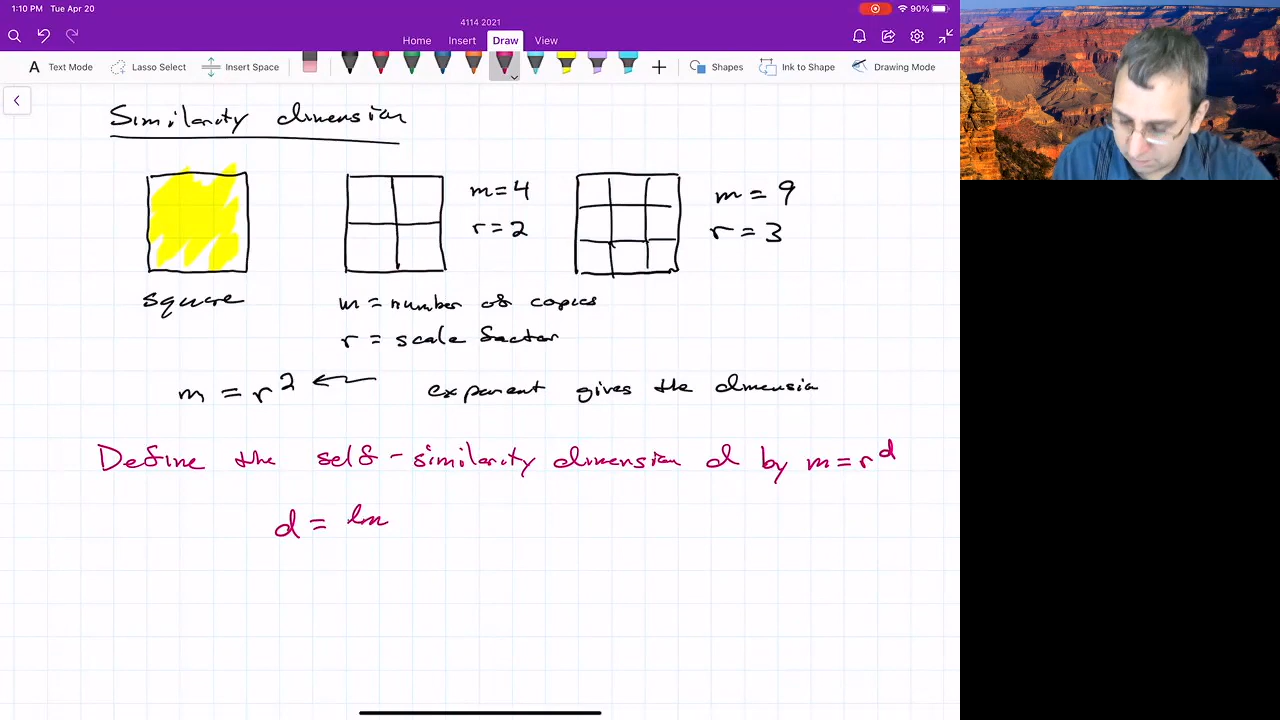 1:10 PM Tue Apr 20
90%
4114 2021
Home Insert Draw View
Text Mode Lasso Select Insert Space Shapes Ink to Shape Drawing Mode
Similarity dimension
m = 4
r = 2
m = 9
r = 3
square
m = number of copies
r = scale factor
m = r² ← exponent gives the dimensio
Define the self-similarity dimension d by m = r^d
d = ln